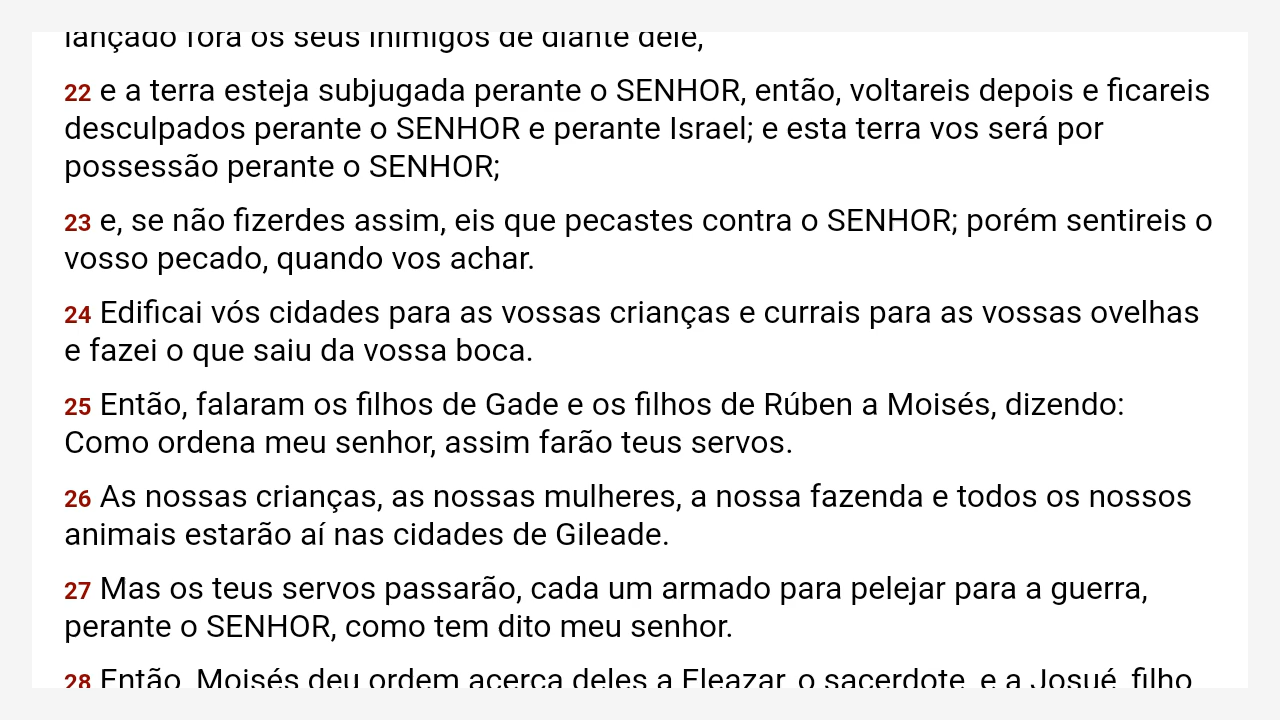 lançado fora os seus inimigos de diante dele,
22 e a terra esteja subjugada perante o SENHOR, então, voltareis depois e ficareis
desculpados perante o SENHOR e perante Israel; e esta terra vos será por
possessão perante o SENHOR;
23 e, se não fizerdes assim, eis que pecastes contra o SENHOR; porém sentireis o
vosso pecado, quando vos achar.
24 Edificai vós cidades para as vossas crianças e currais para as vossas ovelhas
e fazei o que saiu da vossa boca.
25 Então, falaram os filhos de Gade e os filhos de Rúben a Moisés, dizendo:
Como ordena meu senhor, assim farão teus servos.
26 As nossas crianças, as nossas mulheres, a nossa fazenda e todos os nossos
animais estarão aí nas cidades de Gileade.
27 Mas os teus servos passarão, cada um armado para pelejar para a guerra,
perante o SENHOR, como tem dito meu senhor.
28 Então, Moisés deu ordem acerca deles a Eleazar, o sacerdote, e a Josué, filho